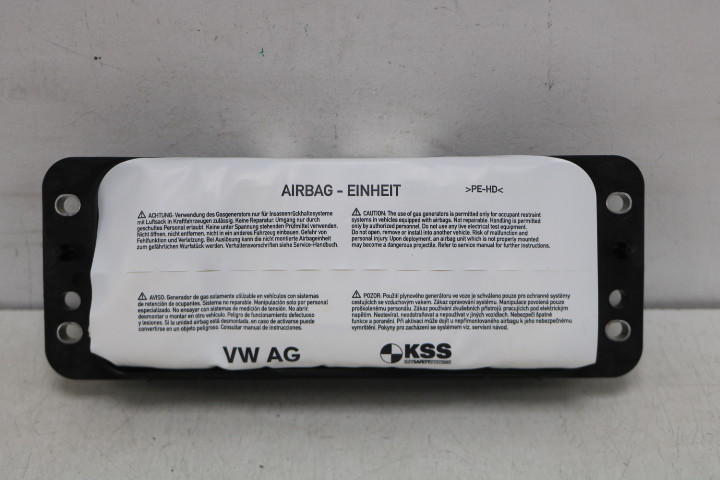 AIRBAG - EINHEIT
>PE-HD<
⚠ ACHTUNG: Verwendung des Gasgenerators nur für Insassenrückhaltesysteme
mit Luftsack in Kraftfahrzeugen zulässig. Keine Reparatur. Umgang nur durch
geschultes Personal erlaubt. Keine unter Spannung stehenden Prüfmittel verwenden.
Nicht öffnen, nicht entfernen, nicht in ein anderes Fahrzeug einbauen. Gefahr von
Fehlfunktion und Verletzung. Bei Auslösung kann die nicht montierte Airbageinheit
zum gefährlichen Wurfstück werden. Verhaltensvorschriften siehe Service-Handbuch.
⚠ CAUTION: The use of gas generators is permitted only for occupant restraint
systems in vehicles equipped with airbags. Not repairable. Handling is permitted
only by authorized personnel. Do not use any live electrical test equipment.
Do not open, remove or install into another vehicle. Risk of malfunction and
personal injury. Upon deployment, an airbag unit which is not properly mounted
may become a dangerous projectile. Refer to service manual for further instructions.
⚠ AVISO: Generador de gas solamente utilizable en vehículos con sistemas
de retención de ocupantes. Sistema no reparable. Manipulación solo por personal
especializado. No ensayar con sistemas de medición de tensión. No abrir,
desmontar o montar en otro vehículo. Peligro de funcionamiento defectuoso
y lesiones. Si la unidad airbag está desmontada, en caso de activarse puede
convertirse en un objeto peligroso. Consultar manual de instrucciones.
⚠ POZOR: Použití plynového generátoru ve voze je schváleno pouze pro ochranné systémy
cestujících se vzduchovým vakem. Zákaz opravování systému. Manipulace povolena pouze
proškolenému personálu. Zákaz používání zkušebních přístrojů pracujících pod elektrickým
napětím. Neotevírat, neodstraňovat a nepoužívat v jiných vozidlech. Nebezpečí špatné
funkce a poranění. Při aktivaci může dojít u nepřimontovaného airbagu k jeho nebezpečnému
vymrštění. Pokyny pro zacházení se systémem viz. servisní návod.
VW AG
KSS
KEY SAFETY SYSTEMS